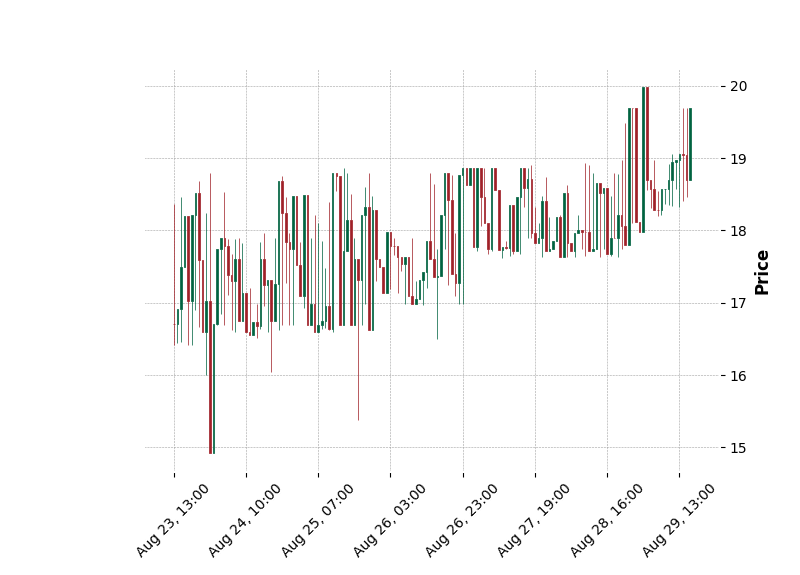 20
19
18
17
16
15
Price
Aug 23, 13:00
Aug 24, 10:00
Aug 25, 07:00
Aug 26, 03:00
Aug 26, 23:00
Aug 27, 19:00
Aug 28, 16:00
Aug 29, 13:00